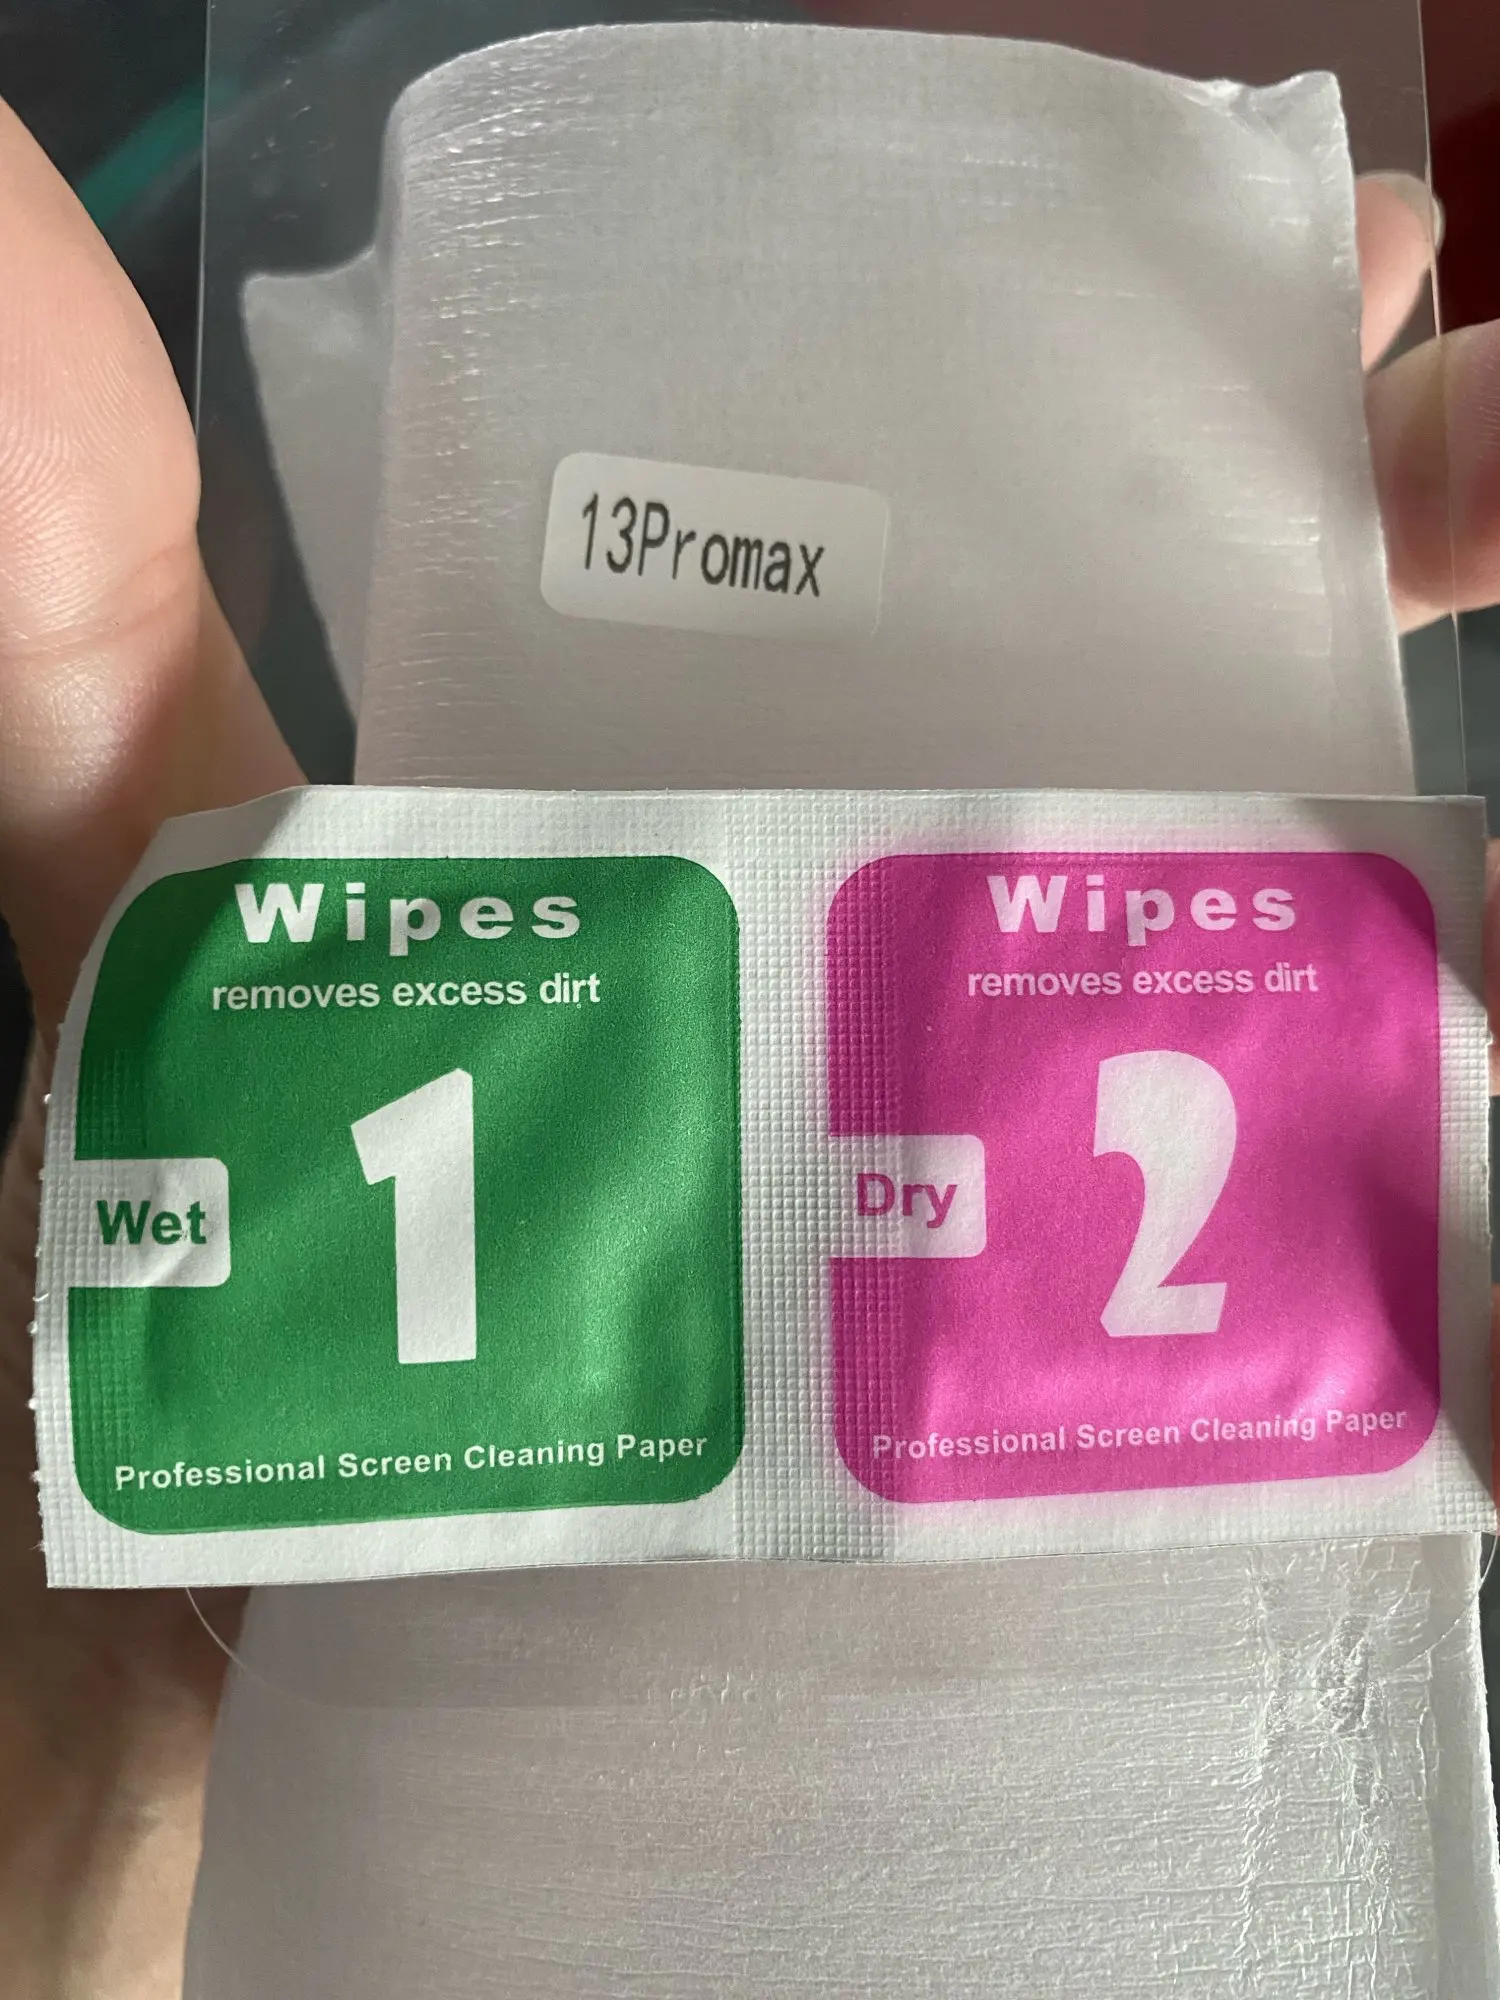 13Promax
Wipes
removes excess dirt
1
Wet
Professional Screen Cleaning Paper
Wipes
removes excess dirt
2
Dry
Professional Screen Cleaning Paper